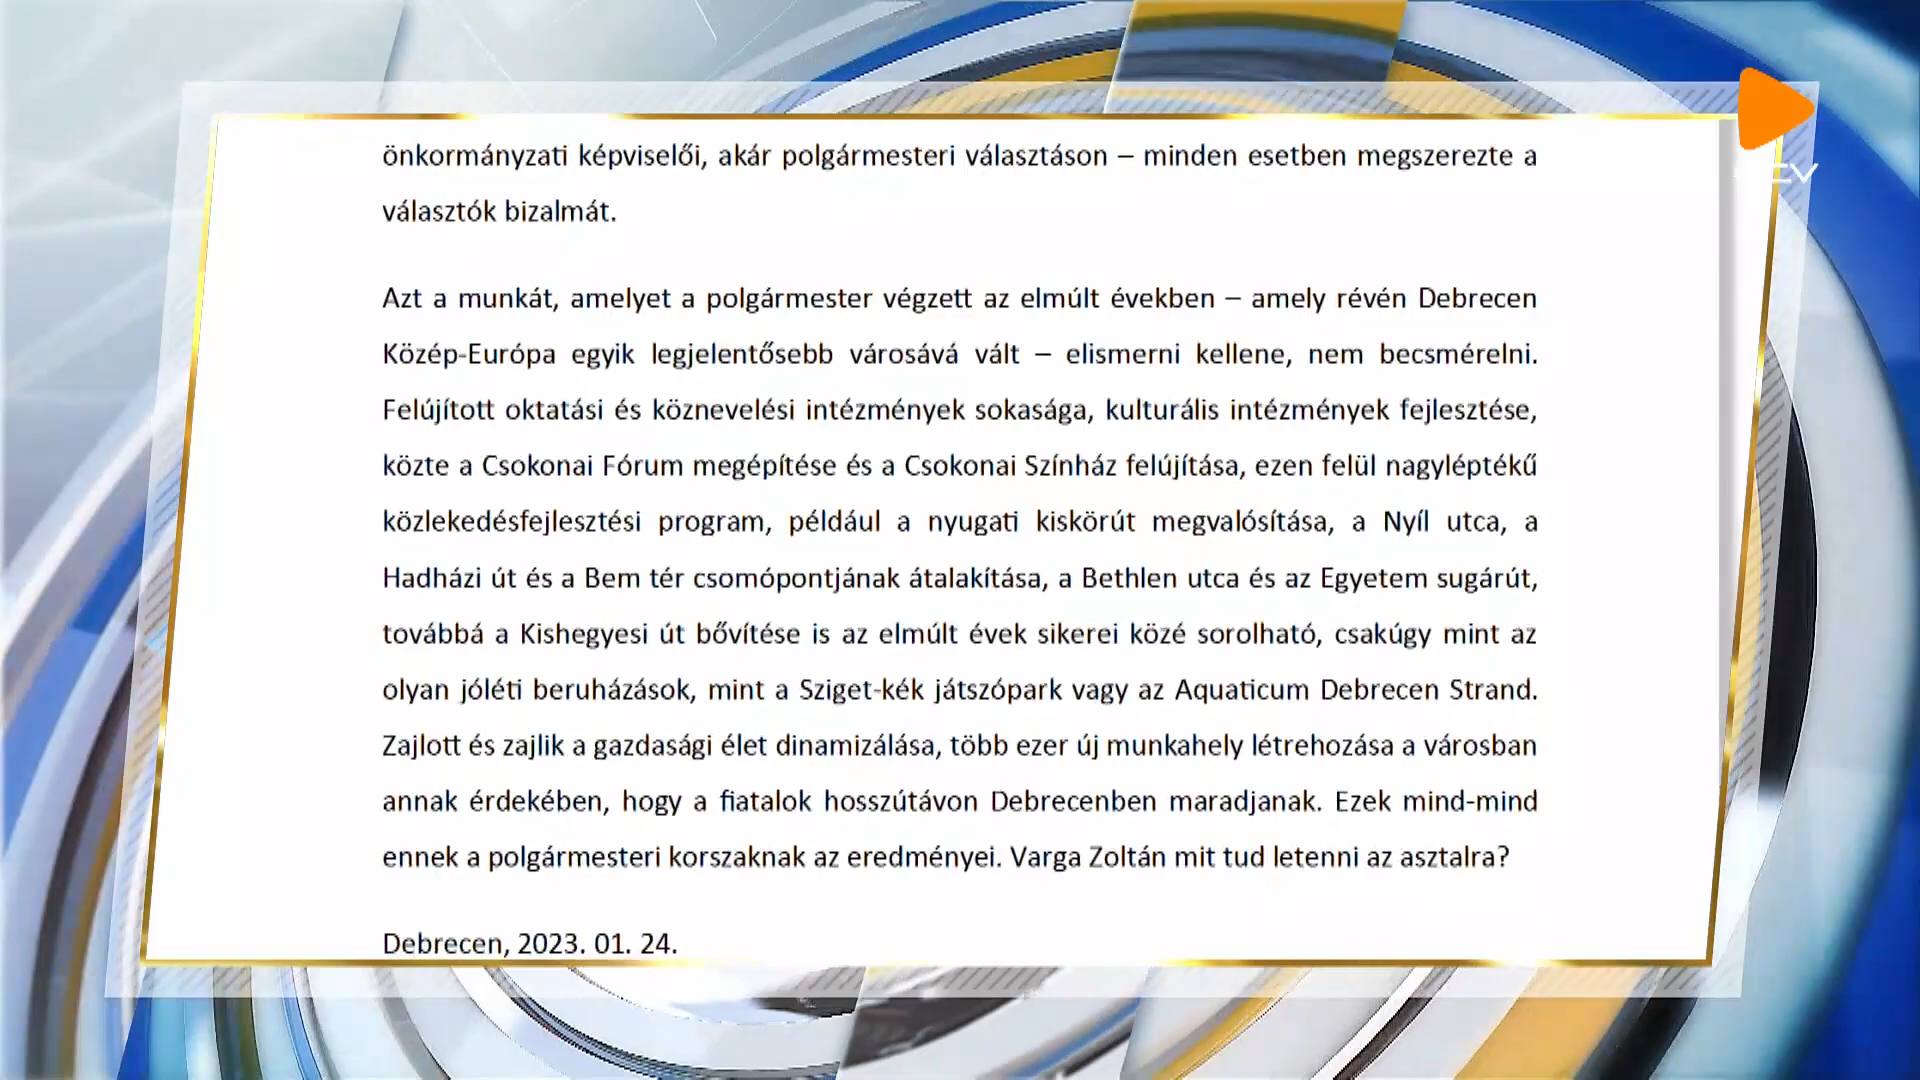 önkormányzati képviselői, akár polgármesteri választáson – minden esetben megszerezte a
választók bizalmát.
Azt a munkát, amelyet a polgármester végzett az elmúlt években – amely révén Debrecen
Közép-Európa egyik legjelentősebb városává vált – elismerni kellene, nem becsmérelni.
Felújított oktatási és köznevelési intézmények sokasága, kulturális intézmények fejlesztése,
közte a Csokonai Fórum megépítése és a Csokonai Színház felújítása, ezen felül nagyléptékű
közlekedésfejlesztési program, például a nyugati kiskörút megvalósítása, a Nyíl utca, a
Hadházi út és a Bem tér csomópontjának átalakítása, a Bethlen utca és az Egyetem sugárút,
továbbá a Kishegyesi út bővítése is az elmúlt évek sikerei közé sorolható, csakúgy mint az
olyan jóléti beruházások, mint a Sziget-kék játszópark vagy az Aquaticum Debrecen Strand.
Zajlott és zajlik a gazdasági élet dinamizálása, több ezer új munkahely létrehozása a városban
annak érdekében, hogy a fiatalok hosszútávon Debrecenben maradjanak. Ezek mind-mind
ennek a polgármesteri korszaknak az eredményei. Varga Zoltán mit tud letenni az asztalra?
Debrecen, 2023. 01. 24.